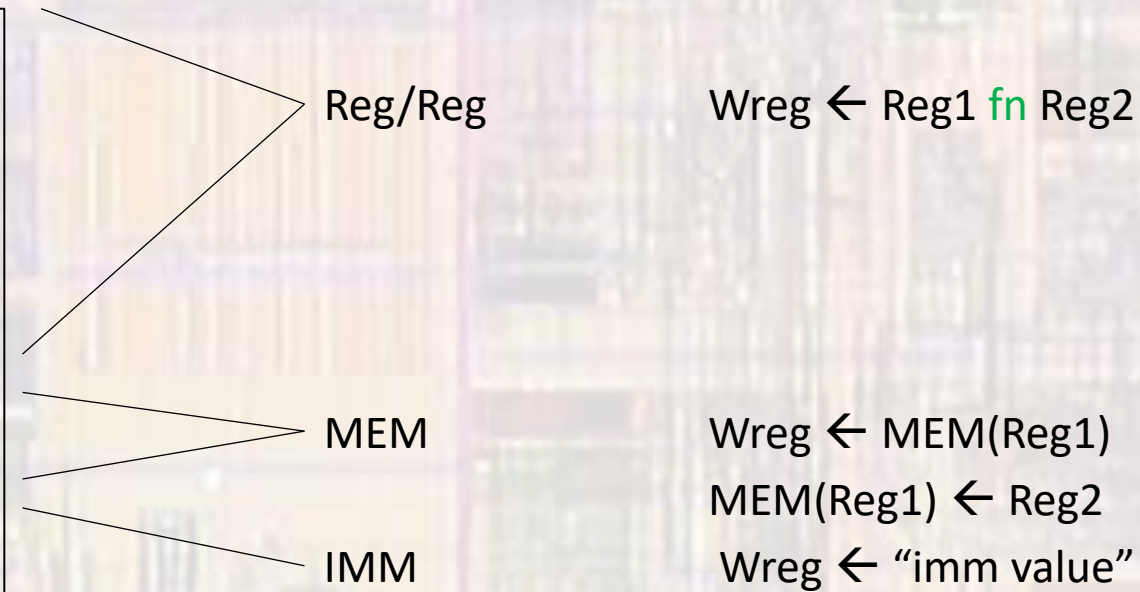 Reg/Reg Wreg ← Reg1 fn Reg2
MEM Wreg ← MEM(Reg1)
MEM(Reg1) ← Reg2
IMM Wreg ← “imm value”